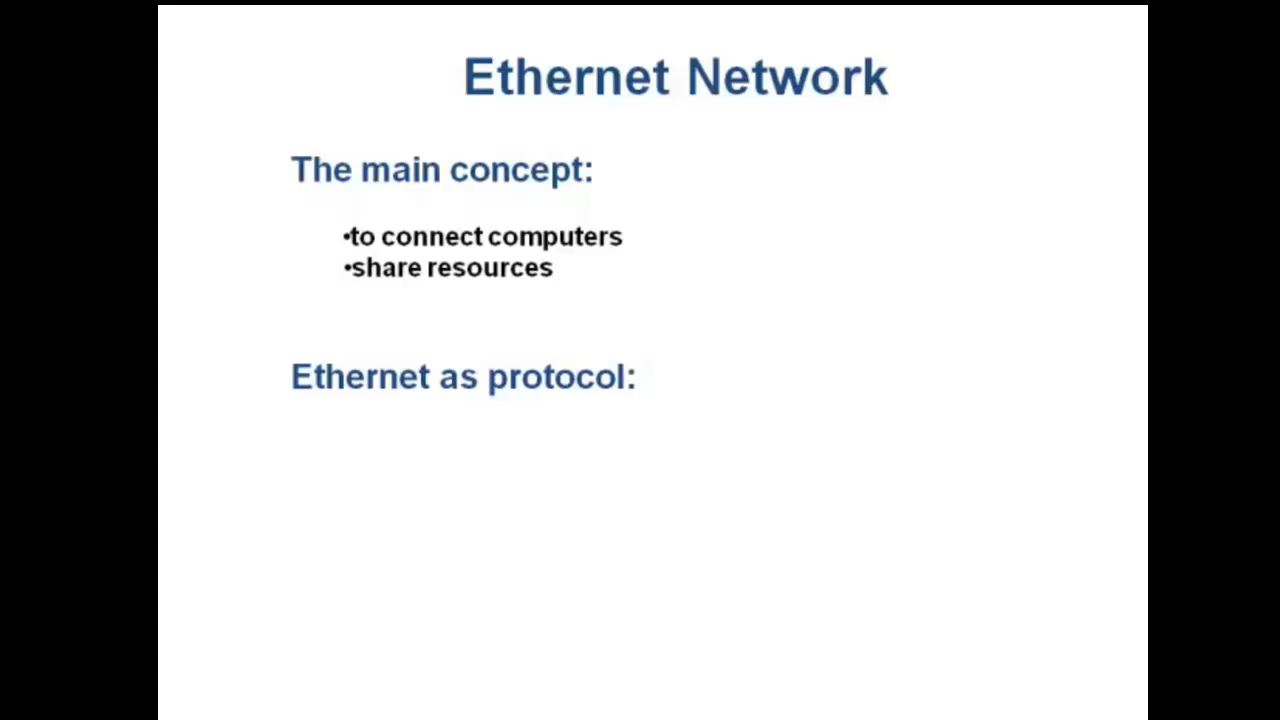 Ethernet Network
The main concept:
•to connect computers
•share resources
Ethernet as protocol: